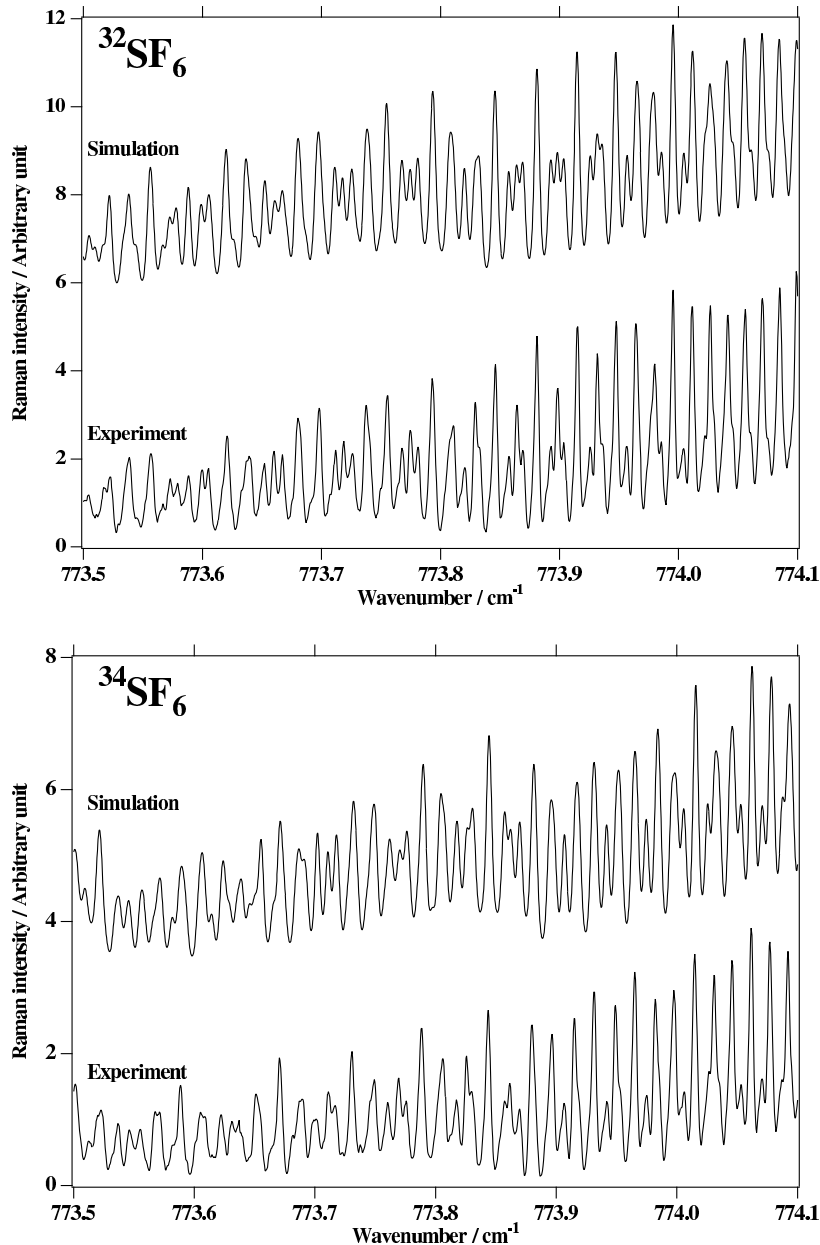 12
³²SF₆
10
Simulation
8
6
Raman intensity / Arbitrary unit
4
Experiment
2
0
773.5 773.6 773.7 773.8 773.9 774.0 774.1
Wavenumber / cm⁻¹
8
³⁴SF₆
6
Simulation
4
Raman intensity / Arbitrary unit
2
Experiment
0
773.5 773.6 773.7 773.8 773.9 774.0 774.1
Wavenumber / cm⁻¹